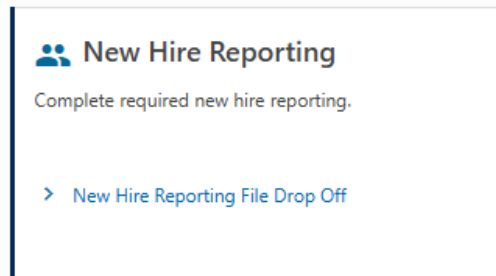 New Hire Reporting
Complete required new hire reporting.
New Hire Reporting File Drop Off